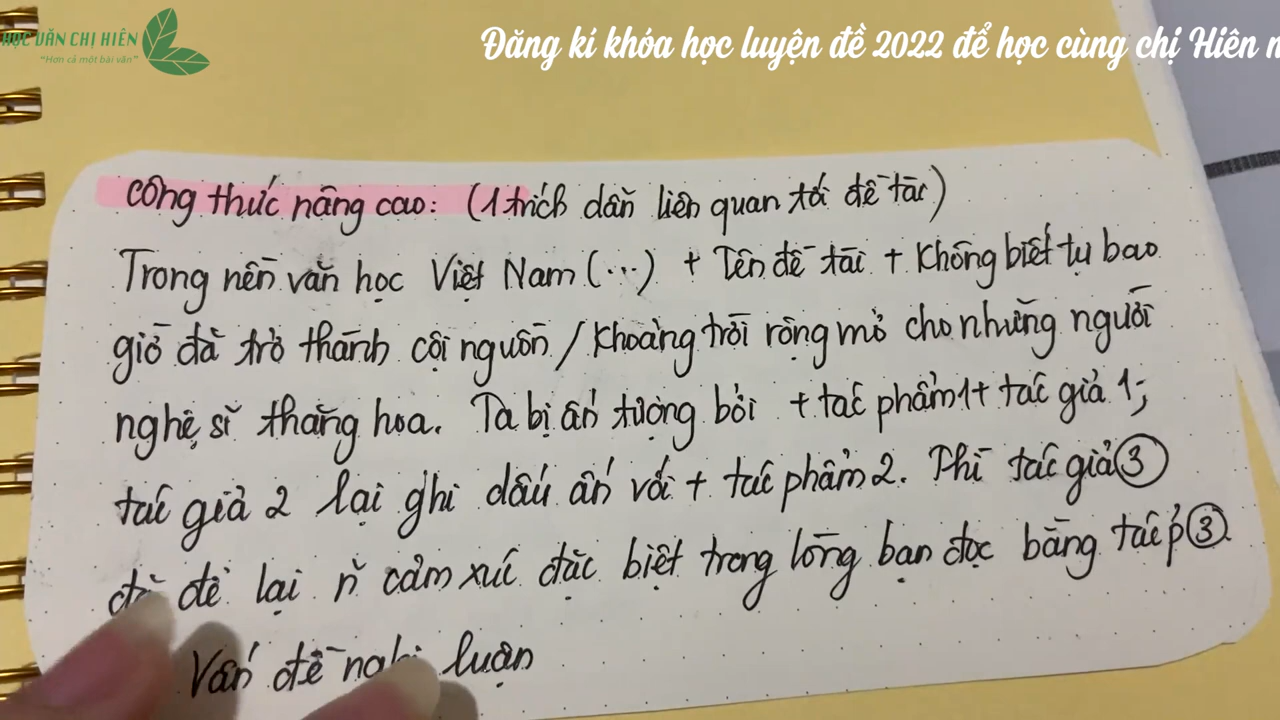 HỌC VĂN CHỊ HIÊN
"Hơn cả một bài văn"
Đăng kí khóa học luyện đề 2022 để học cùng chị Hiên n
Công thức nâng cao: (1 trích dẫn liên quan tới đề tài)
Trong nền văn học Việt Nam (...) + Tên đề tài + Không biết tự bao
giờ đã trở thành cội nguồn / khoảng trời rộng mở cho những người
nghệ sĩ thăng hoa. Ta bị ấn tượng bởi + tác phẩm 1 + tác giả 1;
tác giả 2 lại ghi dấu ấn với + tác phẩm 2. Thì tác giả ③
đã để lại ñ cảm xúc đặc biệt trong lòng bạn đọc bằng tác p̉ ③.
Vấn đề nghị luận